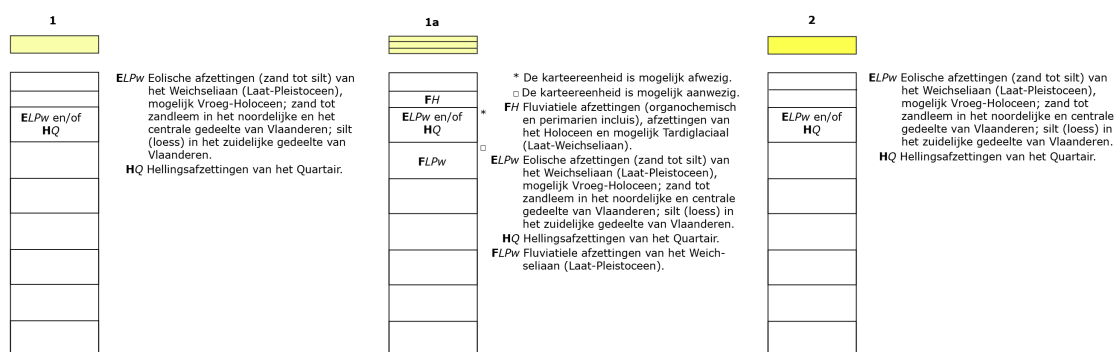 1
ELPw en/of
HQ
ELPw Eolische afzettingen (zand tot silt) van
het Weichseliaan (Laat-Pleistoceen),
mogelijk Vroeg-Holoceen; zand tot
zandleem in het noordelijke en het
centrale gedeelte van Vlaanderen; silt
(loess) in het zuidelijke gedeelte van
Vlaanderen.
HQ Hellingsafzettingen van het Quartair.
1a
FH
ELPw en/of
HQ
*
□
FLPw
* De karteereenheid is mogelijk afwezig.
□ De karteereenheid is mogelijk aanwezig.
FH Fluviatiele afzettingen (organochemisch
en perimarien incluis), afzettingen van
het Holoceen en mogelijk Tardiglaciaal
(Laat-Weichseliaan).
ELPw Eolische afzettingen (zand tot silt) van
het Weichseliaan (Laat-Pleistoceen),
mogelijk Vroeg-Holoceen; zand tot
zandleem in het noordelijke en centrale
gedeelte van Vlaanderen; silt (loess) in
het zuidelijke gedeelte van Vlaanderen.
HQ Hellingsafzettingen van het Quartair.
FLPw Fluviatiele afzettingen van het Weich-
seliaan (Laat-Pleistoceen).
2
ELPw en/of
HQ
ELPw Eolische afzettingen (zand tot silt) van
het Weichseliaan (Laat-Pleistoceen),
mogelijk Vroeg-Holoceen; zand tot
zandleem in het noordelijke en centrale
gedeelte van Vlaanderen; silt (loess) in
het zuidelijke gedeelte van Vlaanderen.
HQ Hellingsafzettingen van het Quartair.